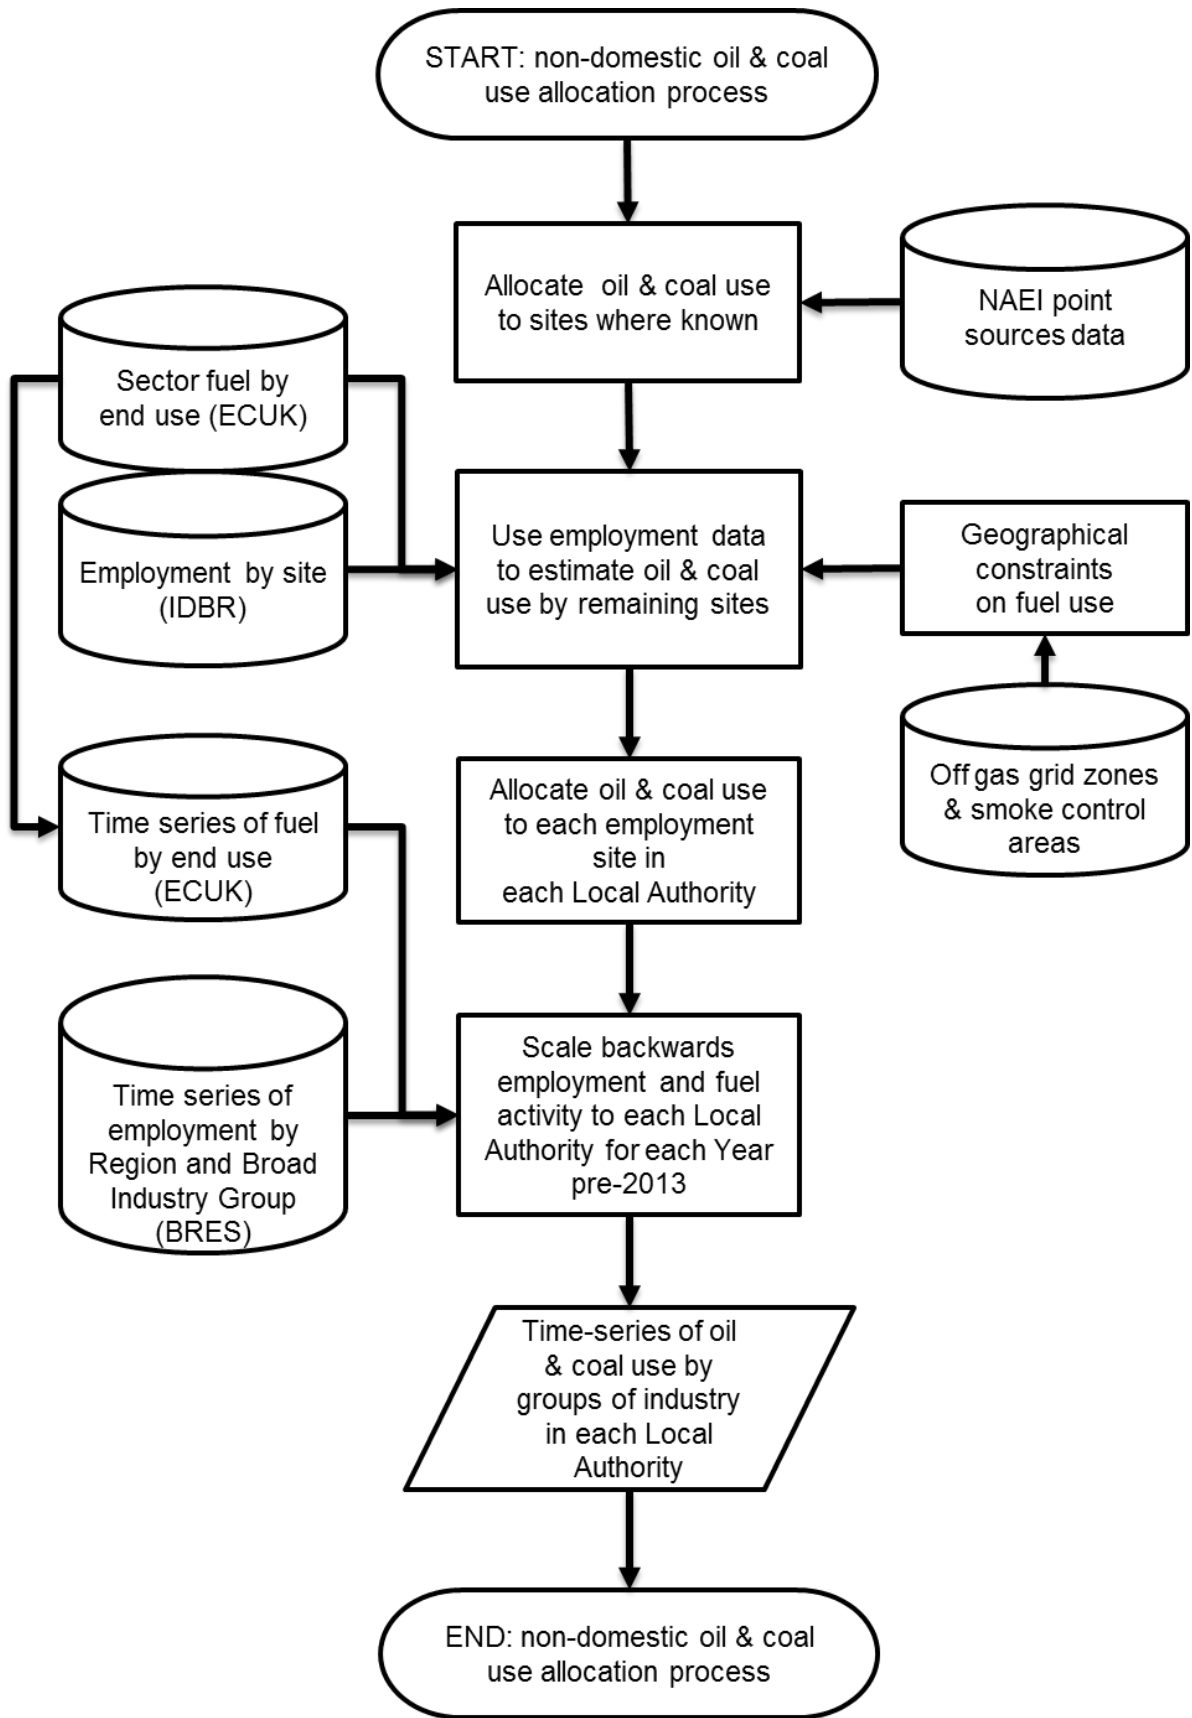 START: non-domestic oil & coal
use allocation process
Allocate oil & coal use
to sites where known
NAEI point
sources data
Sector fuel by
end use (ECUK)
Employment by site
(IDBR)
Use employment data
to estimate oil & coal
use by remaining sites
Geographical
constraints
on fuel use
Off gas grid zones
& smoke control
areas
Time series of fuel
by end use
(ECUK)
Allocate oil & coal use
to each employment
site in
each Local Authority
Time series of
employment by
Region and Broad
Industry Group
(BRES)
Scale backwards
employment and fuel
activity to each Local
Authority for each Year
pre-2013
Time-series of oil
& coal use by
groups of industry
in each Local
Authority
END: non-domestic oil & coal
use allocation process